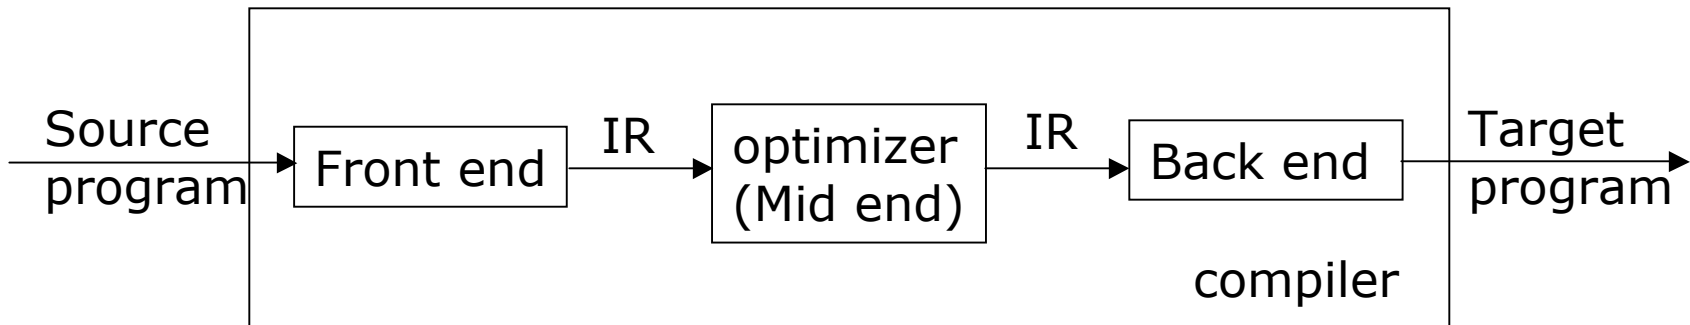 Source
program
Front end
IR
optimizer
(Mid end)
IR
Back end
Target
program
compiler